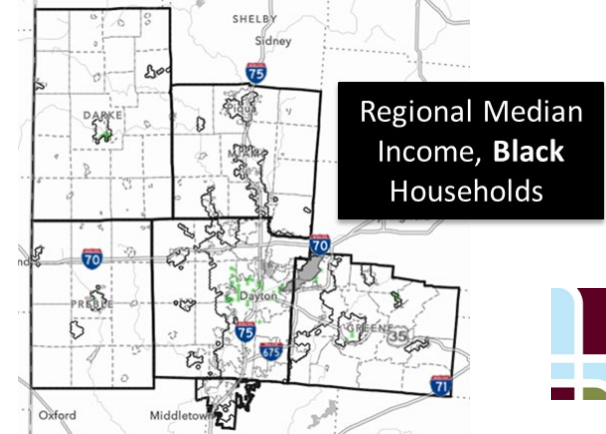 SHELBY
Sidney
75
DARKE
Regional Median
Income, Black
Households
70
70
Dayton
PREBLE
75
GREENE
35
675
71
Oxford
Middletown